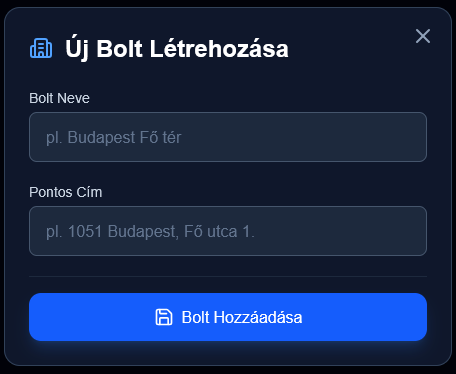 Új Bolt Létrehozása
Bolt Neve
pl. Budapest Fő tér
Pontos Cím
pl. 1051 Budapest, Fő utca 1.
Bolt Hozzáadása